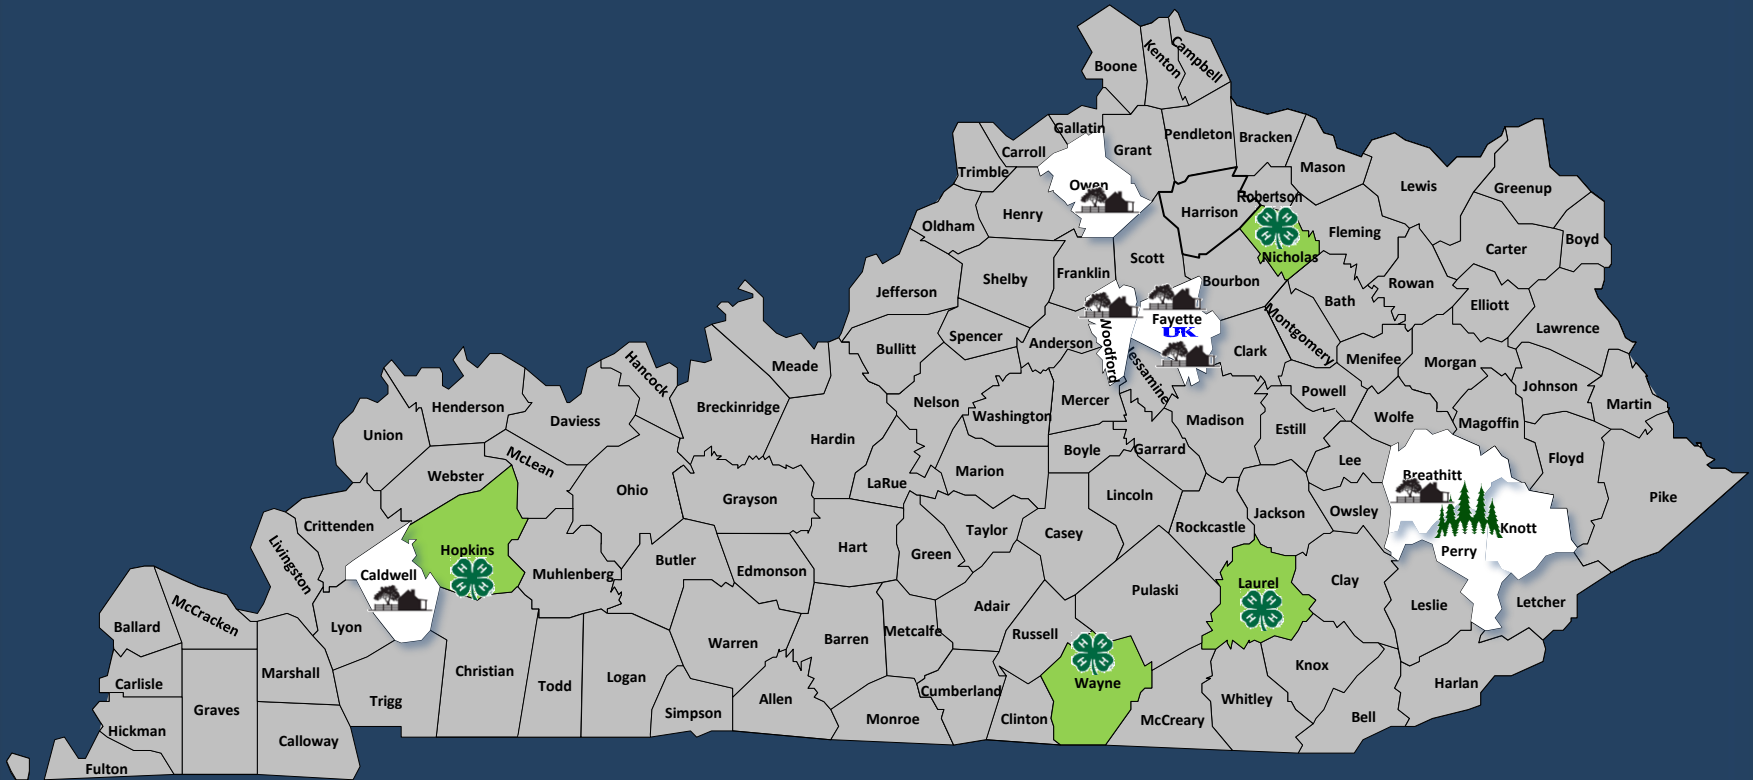 Boone
Kenton
Campbell
Gallatin
Grant
Pendleton
Bracken
Carroll
Trimble
Owen
Mason
Lewis
Greenup
Robertson
Harrison
Henry
Oldham
Nicholas
Fleming
Carter
Boyd
Scott
Franklin
Shelby
Jefferson
Bourbon
Rowan
Bath
Elliott
Lawrence
Fayette
UK
Woodford
Montgomery
Spencer
Anderson
Bullitt
Jessamine
Clark
Menifee
Morgan
Johnson
Martin
Meade
Hancock
Breckinridge
Nelson
Washington
Mercer
Madison
Powell
Wolfe
Magoffin
Estill
Henderson
Daviess
Union
Hardin
Boyle
Garrard
Lee
Floyd
Pike
Breathitt
Webster
McLean
Ohio
Grayson
LaRue
Marion
Lincoln
Jackson
Owsley
Rockcastle
Knott
Perry
Crittenden
Livingston
Hopkins
Caldwell
Muhlenberg
Butler
Edmonson
Hart
Green
Taylor
Casey
Pulaski
Laurel
Clay
Leslie
Letcher
Ballard
McCracken
Lyon
Warren
Barren
Metcalfe
Adair
Russell
Wayne
Knox
Harlan
Carlisle
Graves
Marshall
Trigg
Christian
Todd
Logan
Simpson
Allen
Monroe
Cumberland
Clinton
McCreary
Whitley
Bell
Hickman
Fulton
Calloway